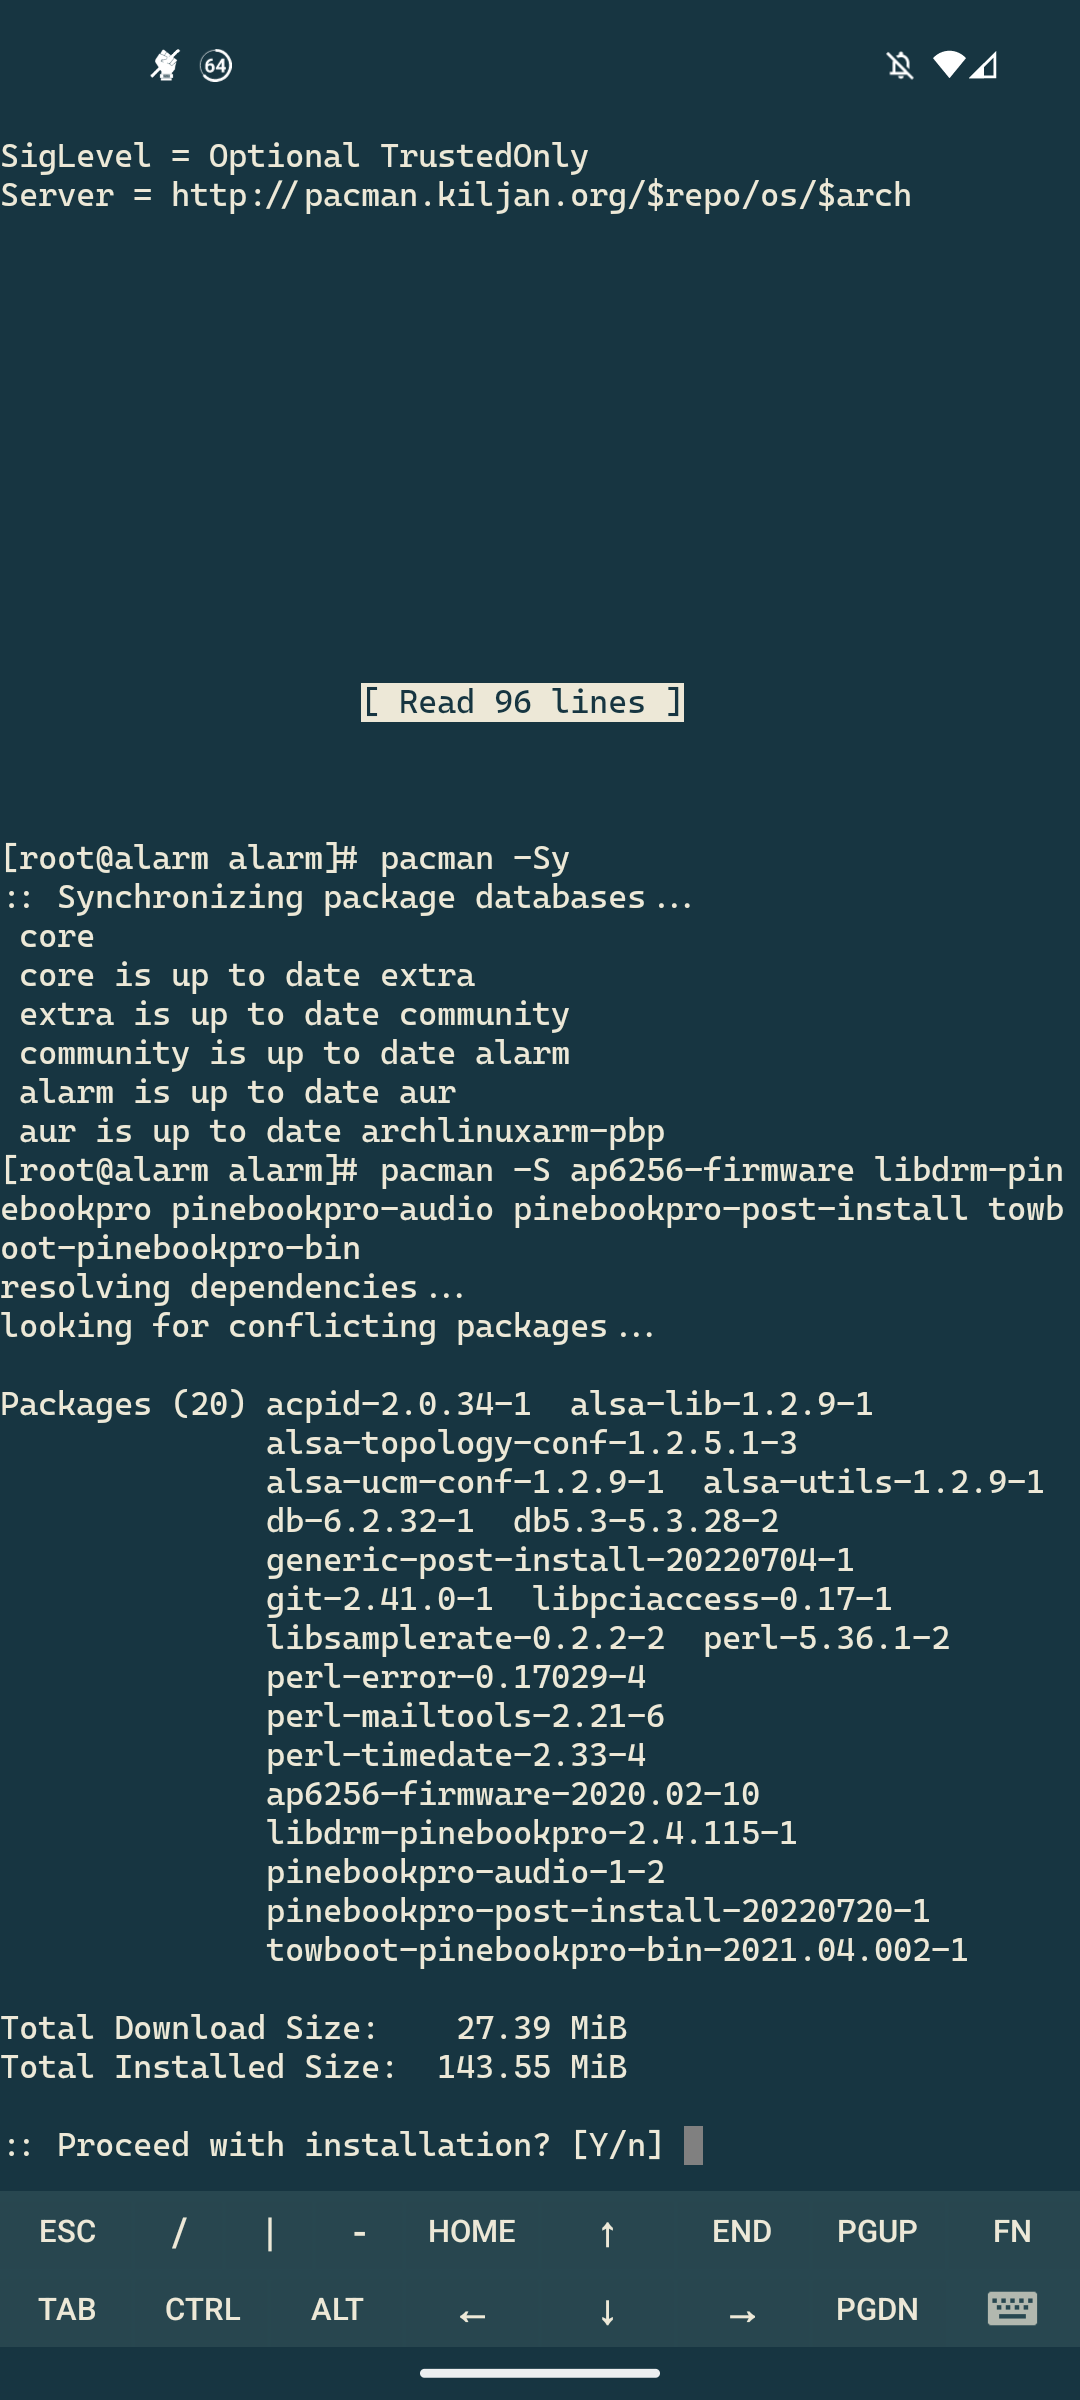 64
SigLevel = Optional TrustedOnly
Server = http://pacman.kiljan.org/$repo/os/$arch
[ Read 96 lines ]
[root@alarm alarm]# pacman -Sy
:: Synchronizing package databases...
core
core is up to date extra
extra is up to date community
community is up to date alarm
alarm is up to date aur
aur is up to date archlinuxarm-pbp
[root@alarm alarm]# pacman -S ap6256-firmware libdrm-pin
ebookpro pinebookpro-audio pinebookpro-post-install towb
oot-pinebookpro-bin
resolving dependencies...
looking for conflicting packages...
Packages (20) acpid-2.0.34-1  alsa-lib-1.2.9-1
alsa-topology-conf-1.2.5.1-3
alsa-ucm-conf-1.2.9-1  alsa-utils-1.2.9-1
db-6.2.32-1  db5.3-5.3.28-2
generic-post-install-20220704-1
git-2.41.0-1  libpciaccess-0.17-1
libsamplerate-0.2.2-2  perl-5.36.1-2
perl-error-0.17029-4
perl-mailtools-2.21-6
perl-timedate-2.33-4
ap6256-firmware-2020.02-10
libdrm-pinebookpro-2.4.115-1
pinebookpro-audio-1-2
pinebookpro-post-install-20220720-1
towboot-pinebookpro-bin-2021.04.002-1
Total Download Size:    27.39 MiB
Total Installed Size:  143.55 MiB
:: Proceed with installation? [Y/n]
ESC / | - HOME ↑ END PGUP FN
TAB CTRL ALT ← ↓ → PGDN